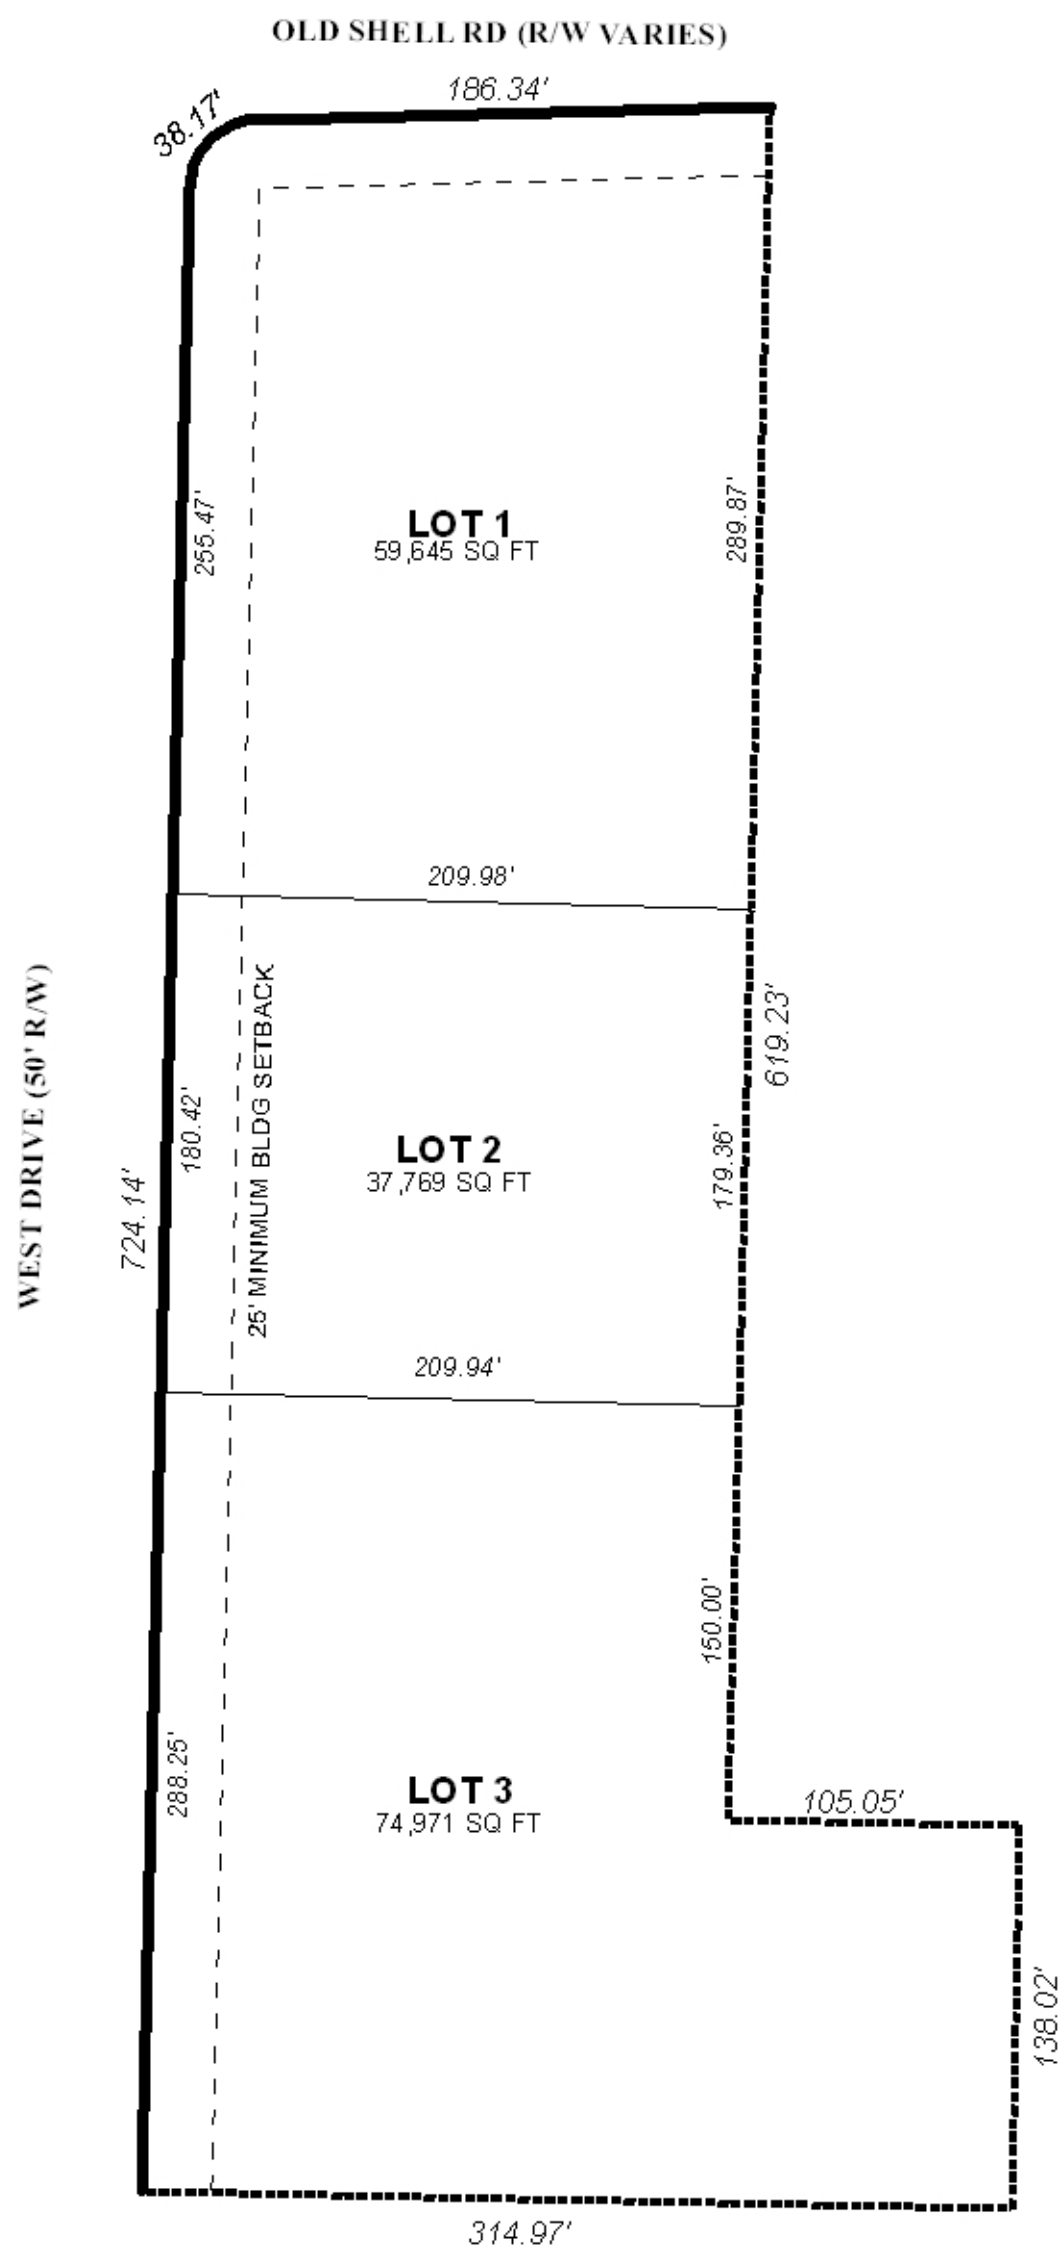 OLD SHELL RD (R/W VARIES)
186.34'
38.17'
255.47'
LOT 1
59,645 SQ FT
289.87'
209.98'
WEST DRIVE (50' R/W)
724.14'
180.42'
25' MINIMUM BLDG SETBACK
LOT 2
37,769 SQ FT
179.36'
619.23'
209.94'
150.00'
288.25'
LOT 3
74,971 SQ FT
105.05'
138.02'
314.97'